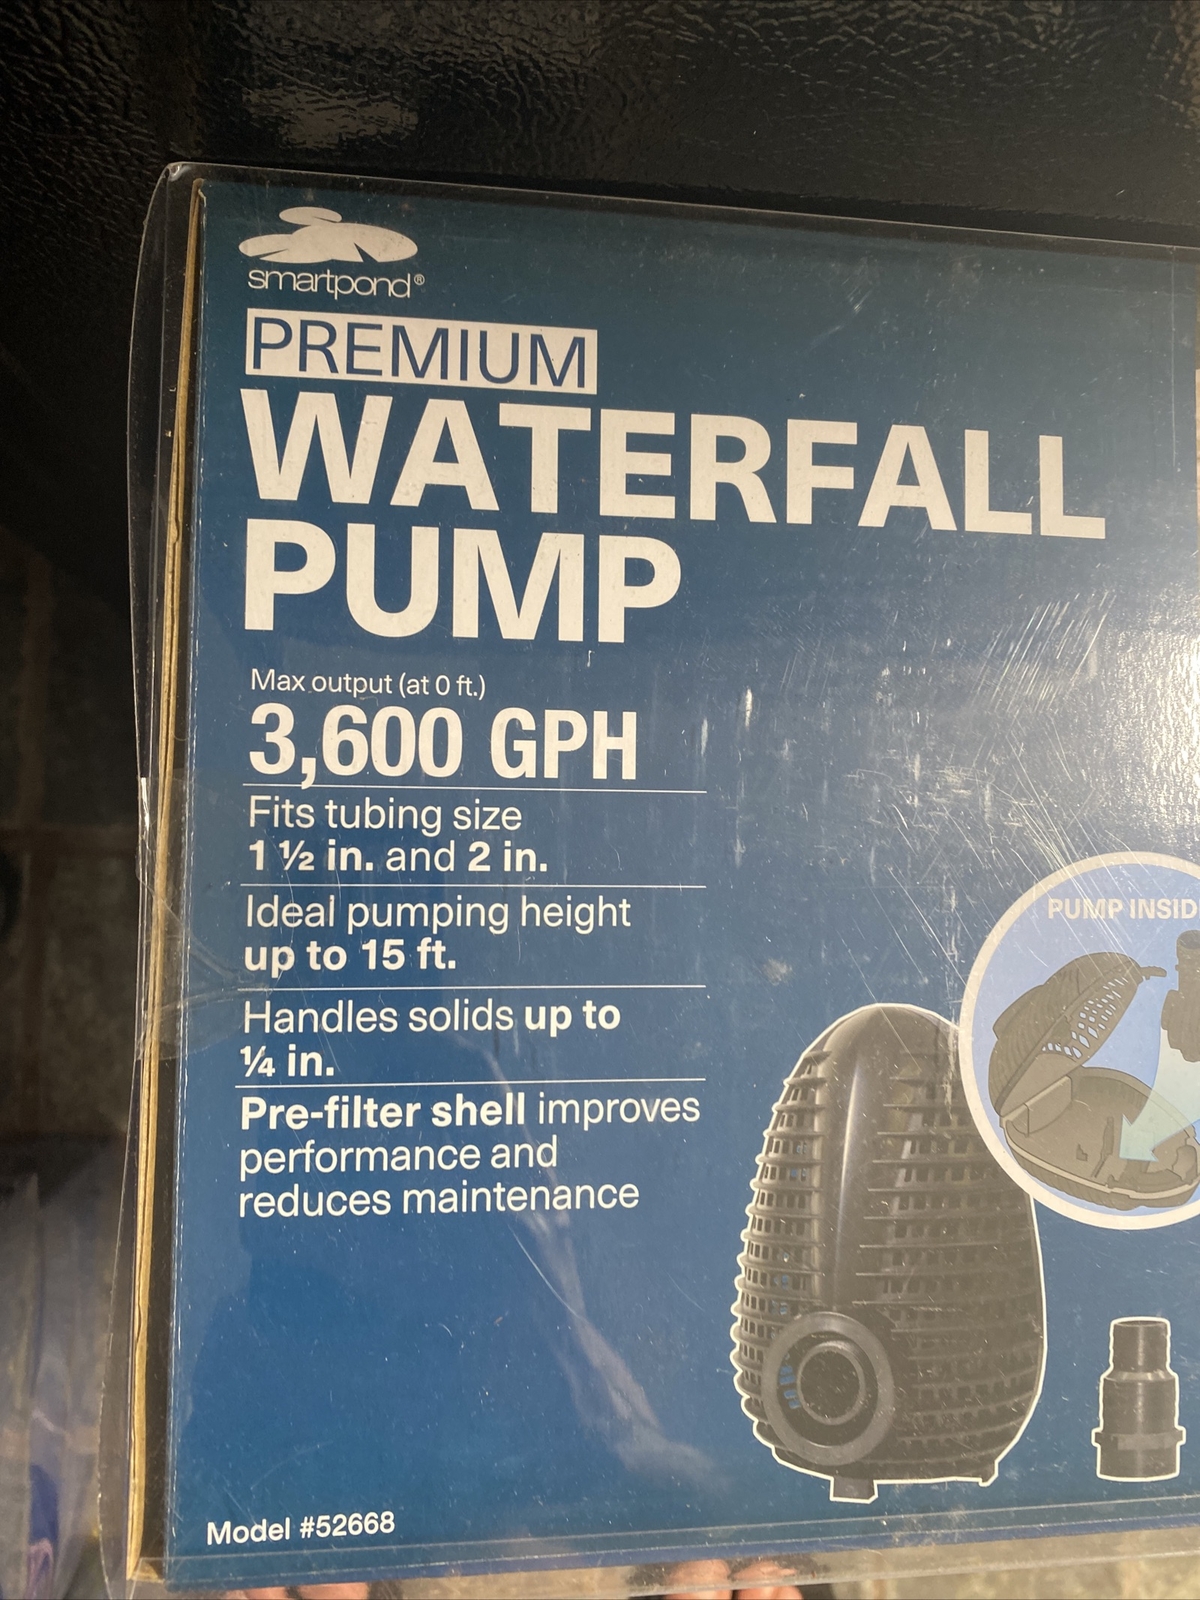 smartpond®
PREMIUM
WATERFALL
PUMP
Max output (at 0 ft.)
3,600 GPH
Fits tubing size
1 ½ in. and 2 in.
Ideal pumping height
up to 15 ft.
Handles solids up to
¼ in.
Pre-filter shell improves
performance and
reduces maintenance
PUMP INSID
Model #52668